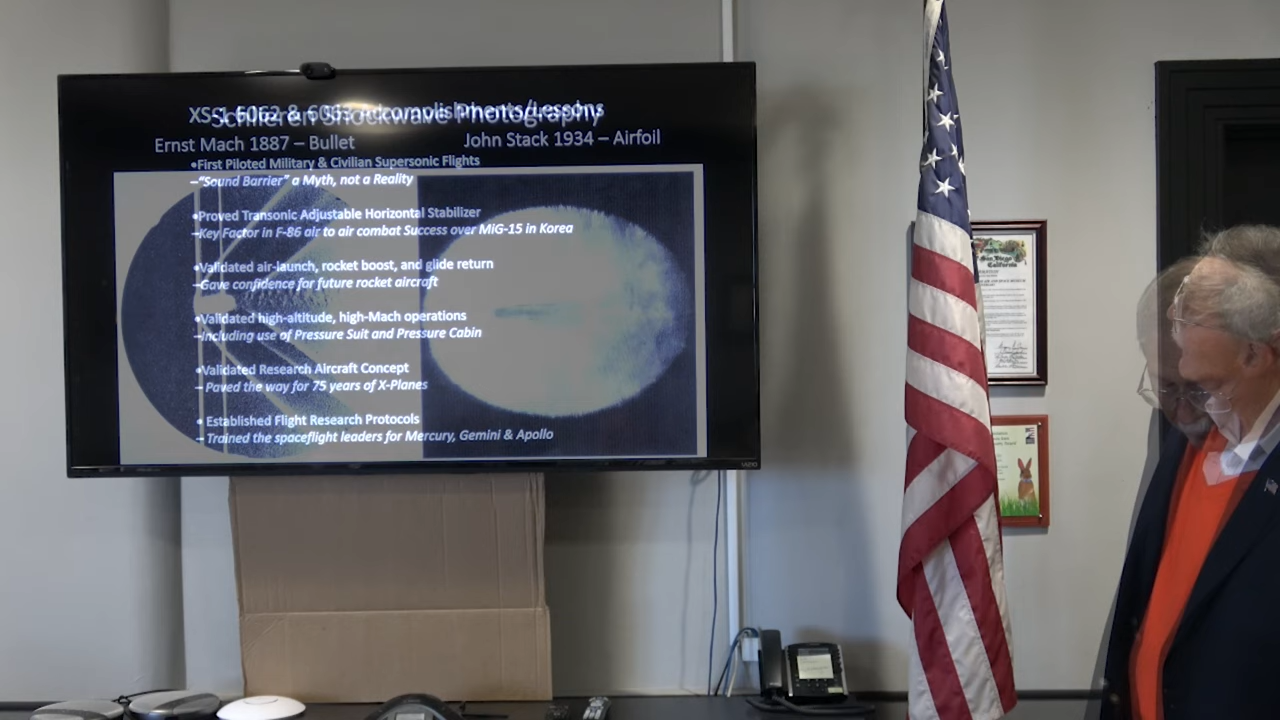 XS-1 6062 & 6063 Accomplishments/Lessons
Schlieren Shockwave Photography
Ernst Mach 1887 – Bullet
John Stack 1934 – Airfoil
•First Piloted Military & Civilian Supersonic Flights
–“Sound Barrier” a Myth, not a Reality
•Proved Transonic Adjustable Horizontal Stabilizer
–Key Factor in F-86 air to air combat Success over MiG-15 in Korea
•Validated air-launch, rocket boost, and glide return
–Gave confidence for future rocket aircraft
•Validated high-altitude, high-Mach operations
–Including use of Pressure Suit and Pressure Cabin
•Validated Research Aircraft Concept
– Paved the way for 75 years of X-Planes
• Established Flight Research Protocols
– Trained the spaceflight leaders for Mercury, Gemini & Apollo
VIZIO
San Diego
California